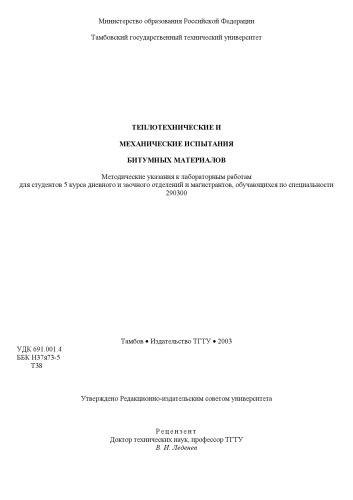 Министерство образования Российской Федерации
Тамбовский государственный технический университет
ТЕПЛОТЕХНИЧЕСКИЕ И
МЕХАНИЧЕСКИЕ ИСПЫТАНИЯ
БИТУМНЫХ МАТЕРИАЛОВ
Методические указания к лабораторным работам
для студентов 5 курса дневного и заочного отделений и магистрантов, обучающихся по специальности
290300
Тамбов • Издательство ТГТУ • 2003
УДК 691.001.4
ББК Н37я73-5
Т38
Утверждено Редакционно-издательским советом университета
Рецензент
Доктор технических наук, профессор ТГТУ
В. И. Леденев